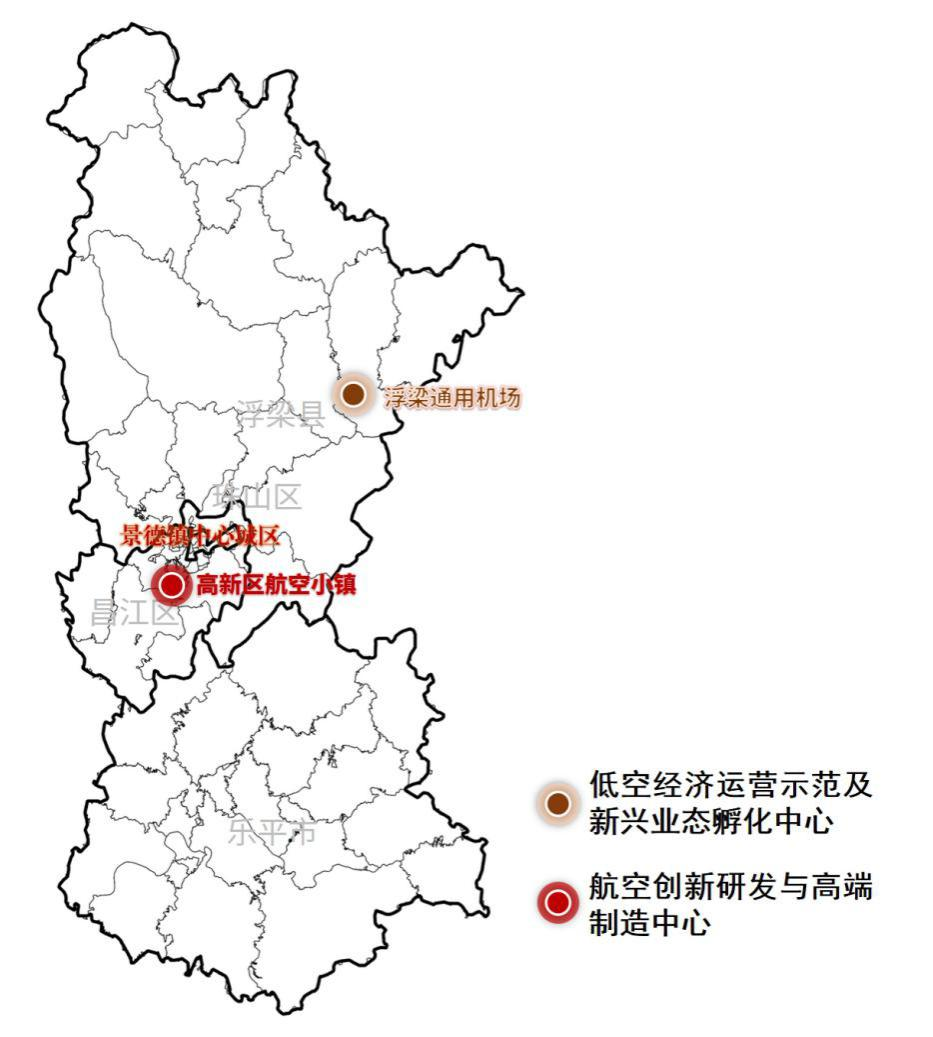 浮梁通用机场
浮梁县
珠山区
景德镇中心城区
高新区航空小镇
昌江区
乐平市
低空经济运营示范及
新兴业态孵化中心
航空创新研发与高端
制造中心